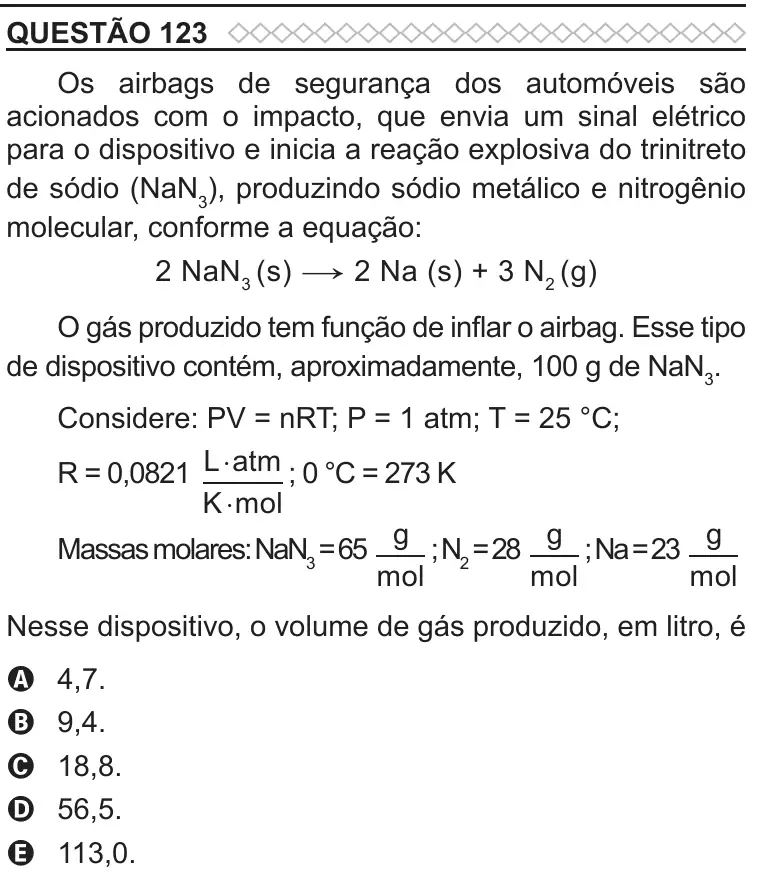 QUESTÃO 123
Os airbags de segurança dos automóveis são
acionados com o impacto, que envia um sinal elétrico
para o dispositivo e inicia a reação explosiva do trinitreto
de sódio (NaN₃), produzindo sódio metálico e nitrogênio
molecular, conforme a equação:
2 NaN₃ (s) ⟶ 2 Na (s) + 3 N₂ (g)
O gás produzido tem função de inflar o airbag. Esse tipo
de dispositivo contém, aproximadamente, 100 g de NaN₃.
Considere: PV = nRT; P = 1 atm; T = 25 °C;
R = 0,0821 L·atm / K·mol ; 0 °C = 273 K
Massas molares: NaN₃ = 65 g/mol ; N₂ = 28 g/mol ; Na = 23 g/mol
Nesse dispositivo, o volume de gás produzido, em litro, é
A 4,7.
B 9,4.
C 18,8.
D 56,5.
E 113,0.